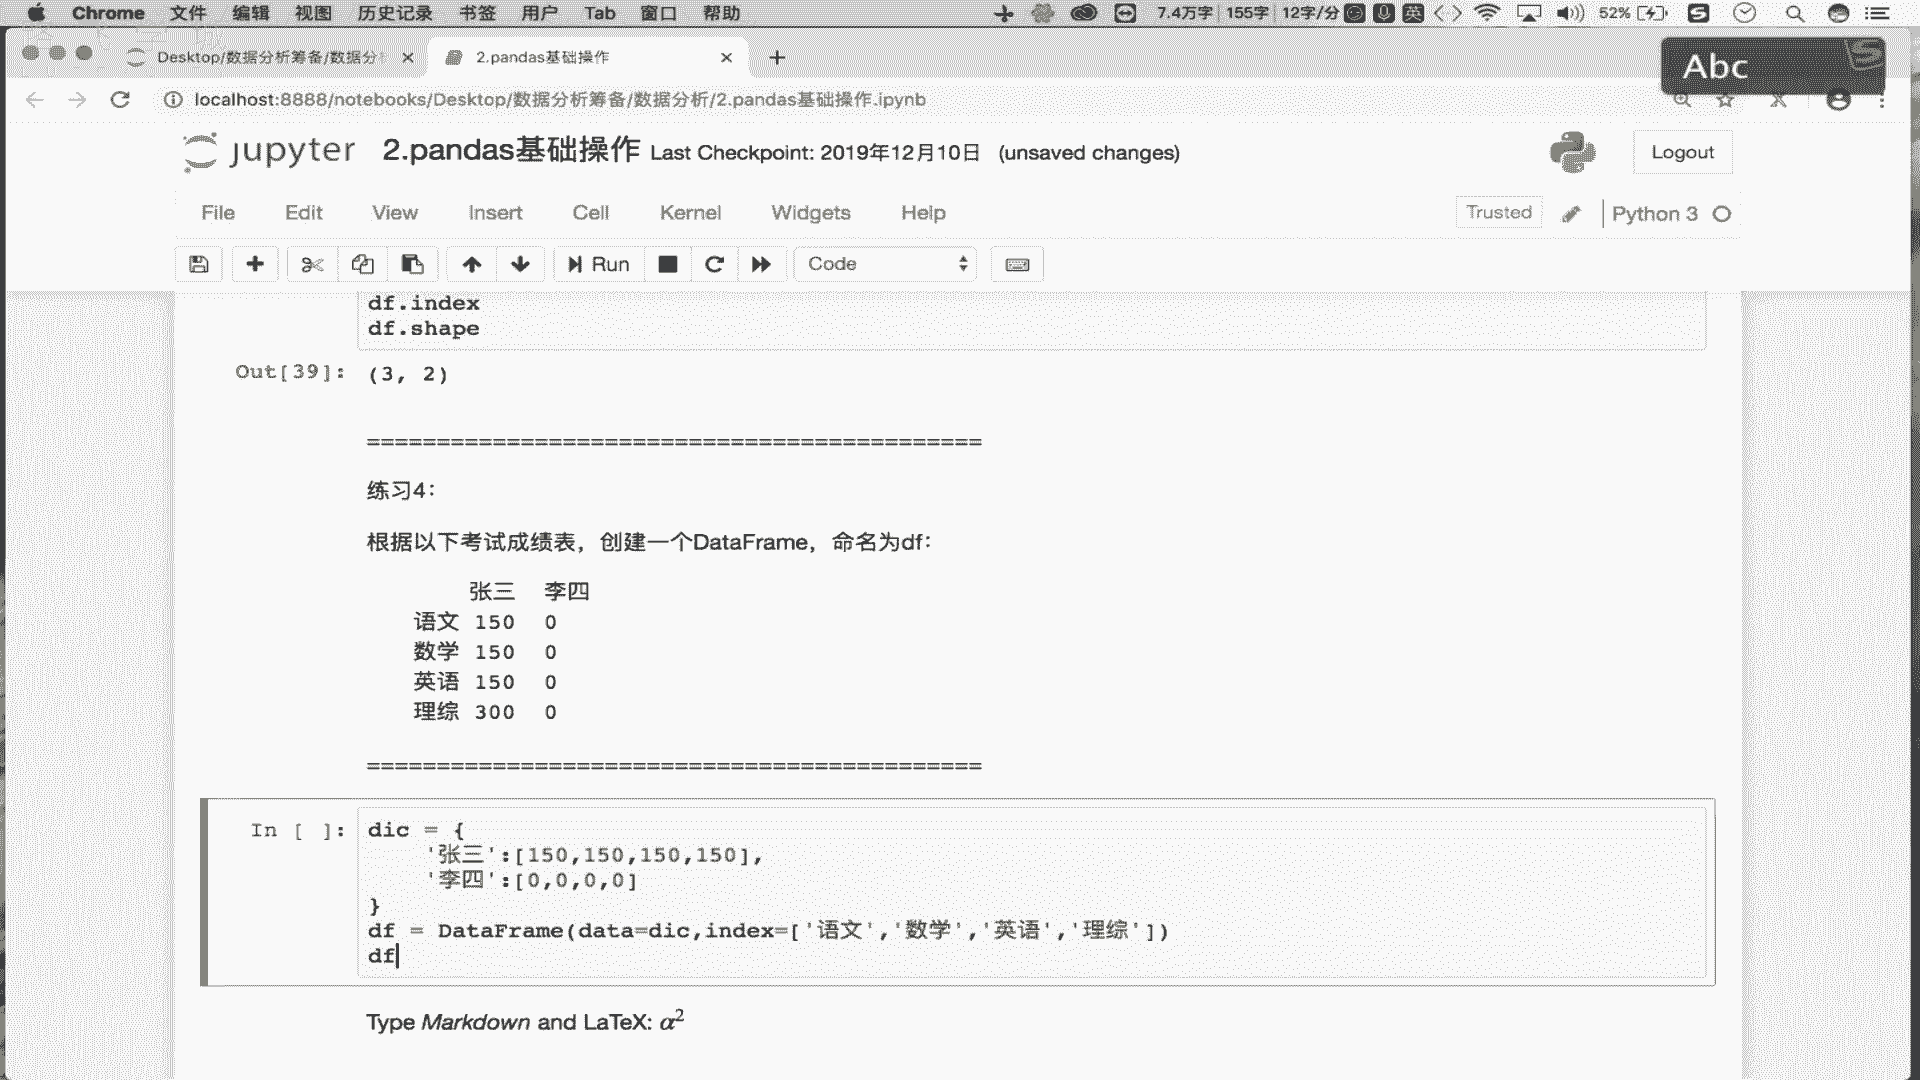 Chrome 文件 编辑 视图 历史记录 书签 用户 Tab 窗口 帮助 7.4万字 155字 12字/分 英 52%
Desktop/数据分析筹备/数据分析 2.pandas基础操作
Abc
localhost:8888/notebooks/Desktop/数据分析筹备/数据分析/2.pandas基础操作.ipynb
jupyter 2.pandas基础操作 Last Checkpoint: 2019年12月10日 (unsaved changes) Logout
File Edit View Insert Cell Kernel Widgets Help Trusted Python 3
Run Code
df.index
df.shape
Out[39]: (3, 2)
============================================
练习4：
根据以下考试成绩表，创建一个DataFrame，命名为df：
张三 李四
语文 150 0
数学 150 0
英语 150 0
理综 300 0
============================================
In [ ]: dic = {
'张三':[150,150,150,150],
'李四':[0,0,0,0]
}
df = DataFrame(data=dic,index=['语文','数学','英语','理综'])
df
Type Markdown and LaTeX: α²